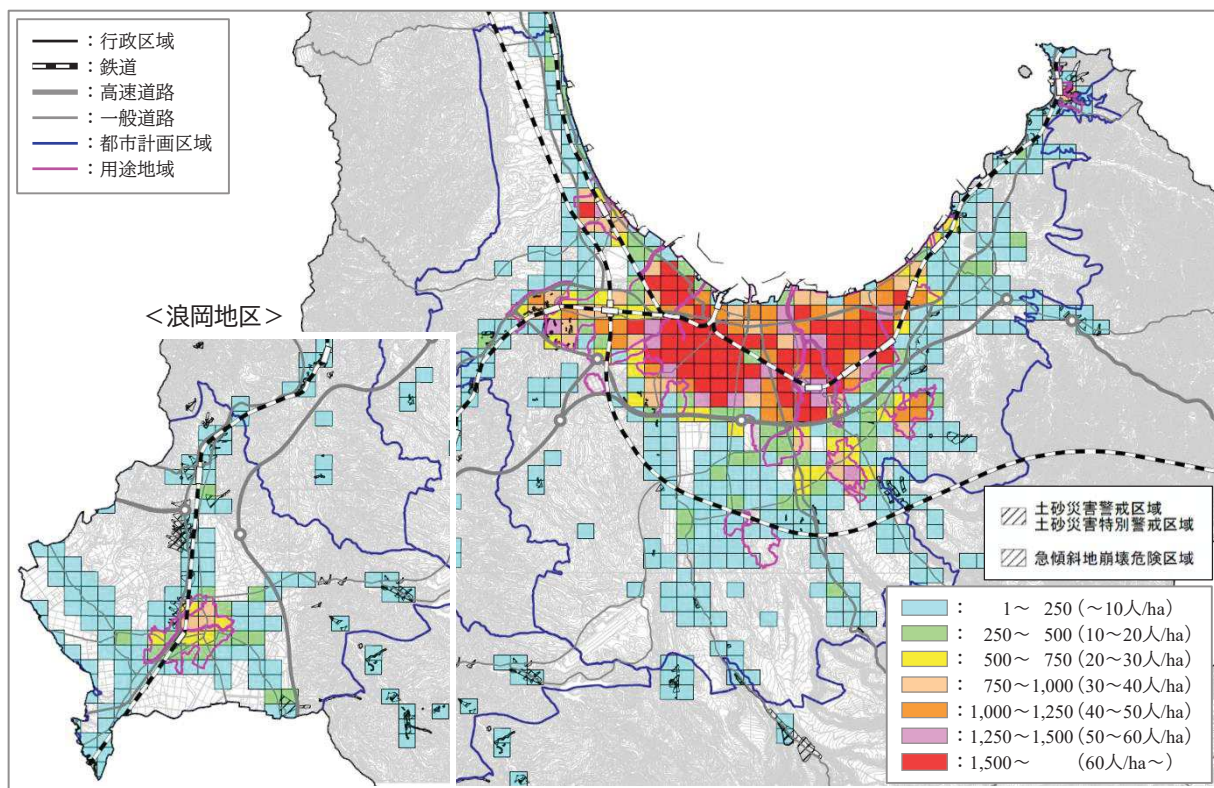 ：行政区域
：鉄道
：高速道路
：一般道路
：都市計画区域
：用途地域
＜浪岡地区＞
土砂災害警戒区域
土砂災害特別警戒区域
急傾斜地崩壊危険区域
： 1～ 250（～10人/ha）
： 250～ 500（10～20人/ha）
： 500～ 750（20～30人/ha）
： 750～1,000（30～40人/ha）
：1,000～1,250（40～50人/ha）
：1,250～1,500（50～60人/ha）
：1,500～ （60人/ha～）